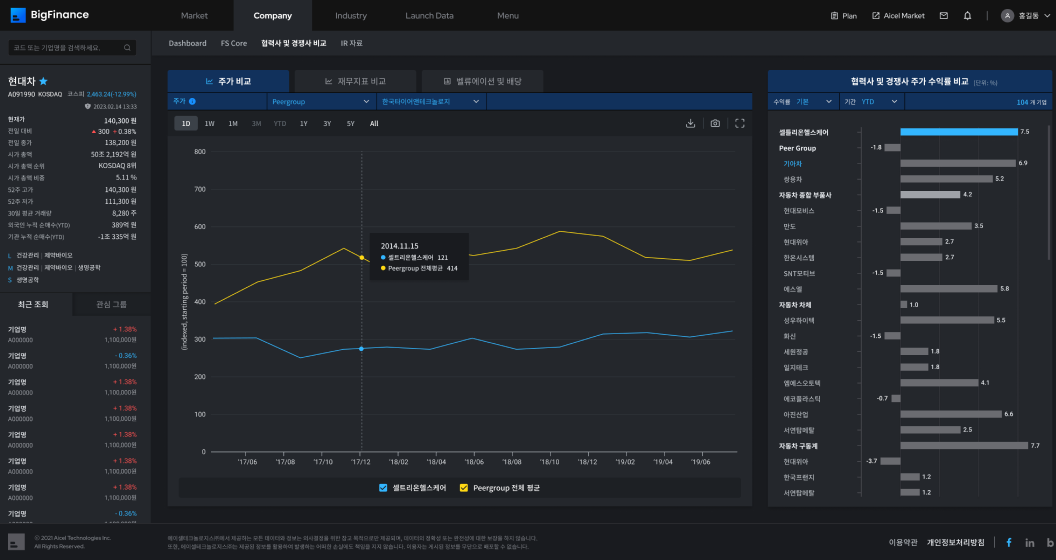 BigFinance
Market Company Industry Launch Data Menu
Plan Aicel Market 홍길동
코드 또는 기업명을 검색하세요.
Dashboard FS Core 협력사 및 경쟁사 비교 IR 자료
현대차
A091990 KOSDAQ 코스피 2,463.24(-12.99%)
2023.02.14 13:33
현재가 140,300 원
전일 대비 ▲ 300 +0.38%
전일 종가 138,200 원
시가 총액 50조 2,192억 원
시가 총액 순위 KOSDAQ 8위
시가 총액 비중 5.11 %
52주 고가 140,300 원
52주 저가 111,300 원
30일 평균 거래량 8,280 주
외국인 누적 순매수(YTD) 389억 원
기관 누적 순매수(YTD) -1조 335억 원
L 건강관리 | 제약바이오
M 건강관리 | 제약바이오 | 생명공학
S 생명공학
최근 조회 관심 그룹
기업명 + 1.38%
A000000 1,100,000원
기업명 - 0.36%
A000000 1,100,000원
기업명 + 1.38%
A000000 1,100,000원
기업명 + 1.38%
A000000 1,100,000원
기업명 + 1.38%
A000000 1,100,000원
기업명 + 1.38%
A000000 1,100,000원
기업명 + 1.38%
A000000 1,100,000원
기업명 - 0.36%
주가 비교 재무지표 비교 밸류에이션 및 배당
주가 Peergroup 한국타이어앤테크놀로지
1D 1W 1M 3M YTD 1Y 3Y 5Y All
800
700
600
500
400
300
200
100
0
(indexed, starting period = 100)
2014.11.15
셀트리온헬스케어 121
Peergroup 전체평균 414
'17/06 '17/08 '17/10 '17/12 '18/02 '18/04 '18/06 '18/08 '18/10 '18/12 '19/02 '19/04 '19/06
셀트리온헬스케어 Peergroup 전체 평균
협력사 및 경쟁사 주가 수익률 비교 (단위: %)
수익률 기본 기간 YTD 104 개 기업
셀트리온헬스케어 7.5
Peer Group -1.8
기아차 6.9
쌍용차 5.2
자동차 종합 부품사 4.2
현대모비스 -1.5
만도 3.5
현대위아 2.7
한온시스템 2.7
SNT모티브 -1.5
에스엘 5.8
자동차 차체 1.0
성우하이텍 5.5
화신 -1.5
세원정공 1.8
일지테크 1.8
엠에스오토텍 4.1
에코플라스틱 -0.7
아진산업 6.6
서연탑메탈 2.5
자동차 구동계 7.7
현대위아 -3.7
한국프랜지 1.2
서연탑메탈 1.2
© 2021 Aicel Technologies Inc.
All Rights Reserved.
이용약관 개인정보처리방침